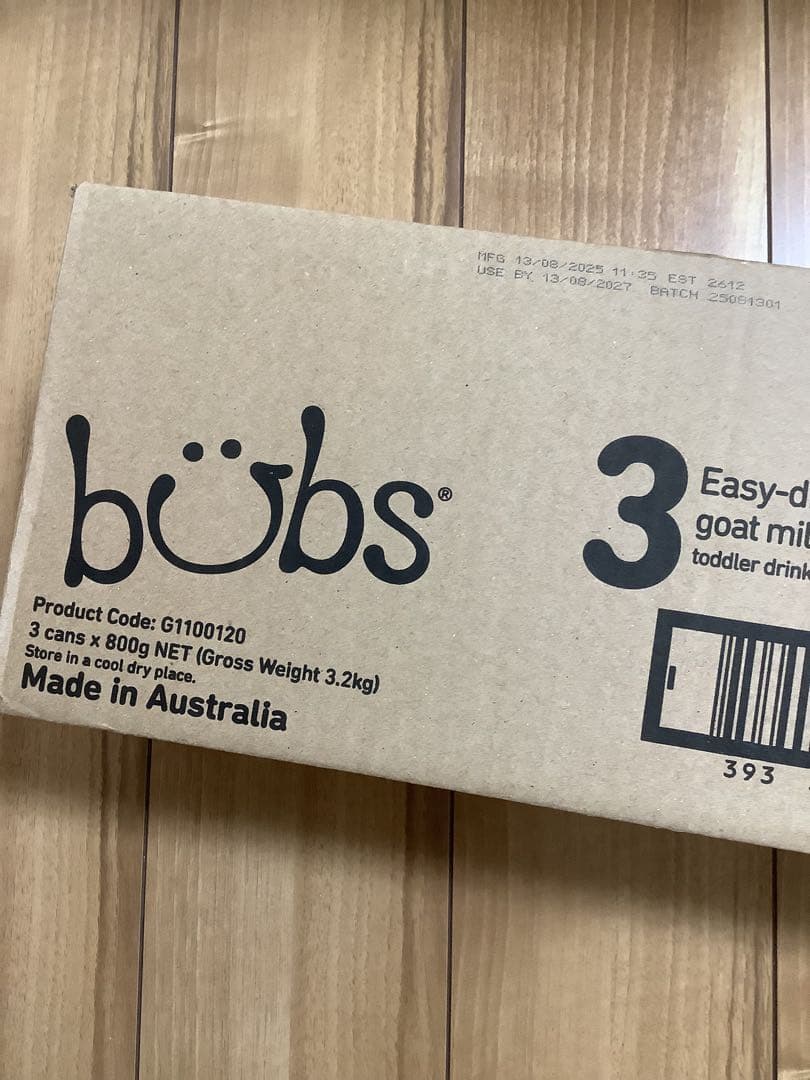 MFG 13/08/2025 11:35 EST 2612
USE BY 13/08/2027 BATCH 25081301
bubs®
3
Easy-d
goat mil
toddler drink
Product Code: G1100120
3 cans x 800g NET (Gross Weight 3.2kg)
Store in a cool dry place.
Made in Australia
393